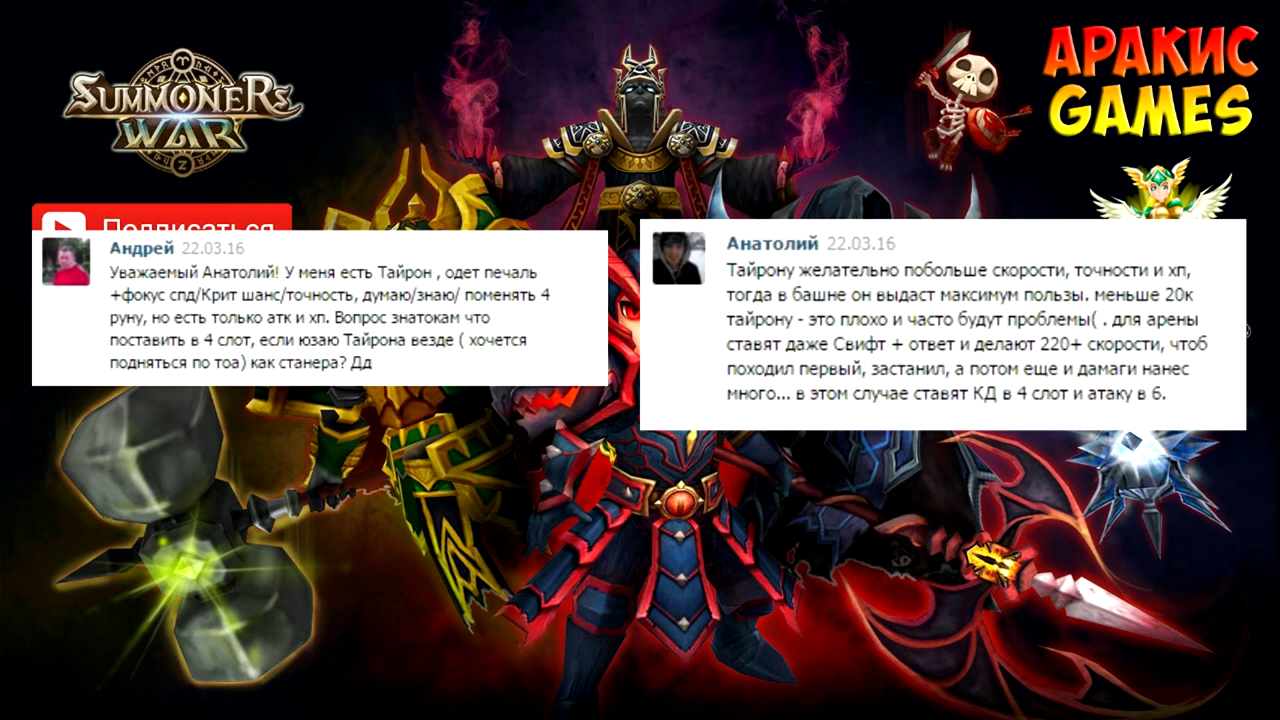 SUMMONERS
WAR
АРАКИС
GAMES
Подписаться
Андрей 22.03.16
Уважаемый Анатолий! У меня есть Тайрон , одет печаль
+фокус спд/Крит шанс/точность, думаю/знаю/ поменять 4
руну, но есть только атк и хп. Вопрос знатокам что
поставить в 4 слот, если юзаю Тайрона везде ( хочется
подняться по тоа) как станера? Дд
Анатолий 22.03.16
Тайрону желательно побольше скорости, точности и хп,
тогда в башне он выдаст максимум пользы. меньше 20к
тайрону - это плохо и часто будут проблемы( . для арены
ставят даже Свифт + ответ и делают 220+ скорости, чтоб
походил первый, застанил, а потом еще и дамаги нанес
много... в этом случае ставят КД в 4 слот и атаку в 6.